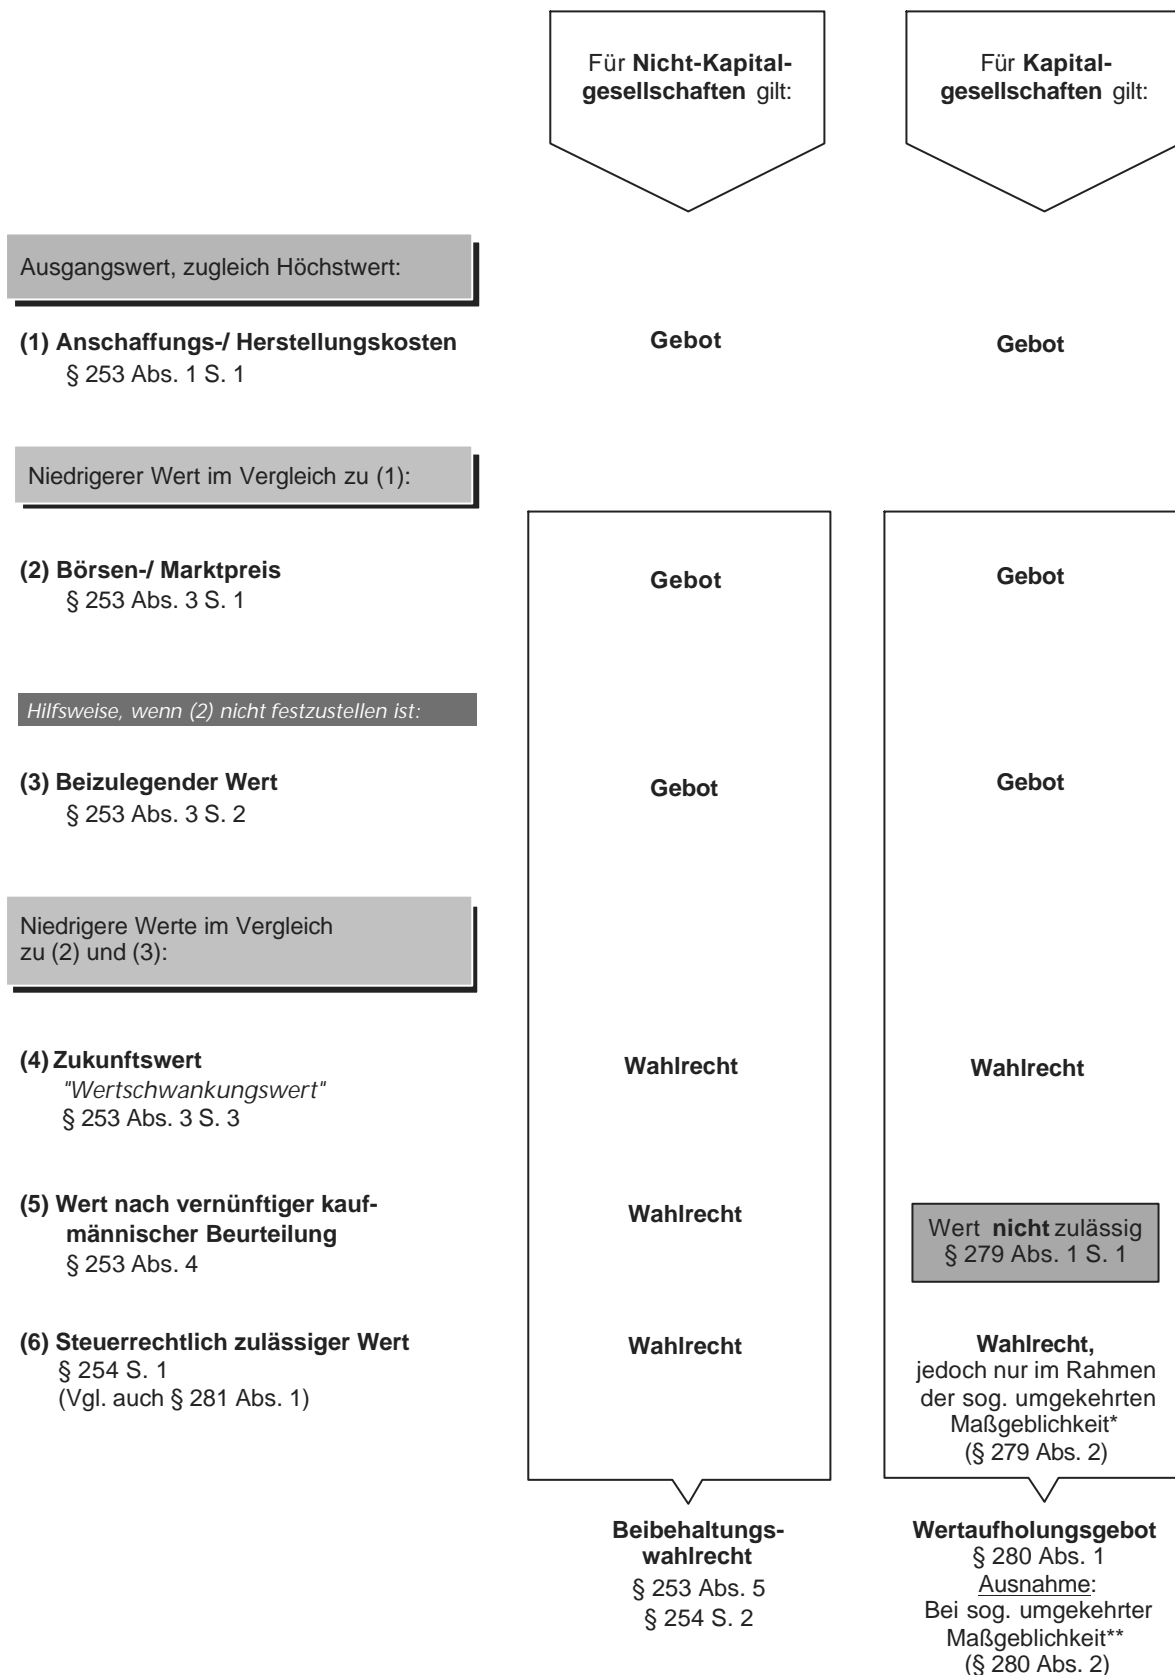 Für Nicht-Kapital-
gesellschaften gilt:
Für Kapital-
gesellschaften gilt:
Ausgangswert, zugleich Höchstwert:
(1) Anschaffungs-/ Herstellungskosten
§ 253 Abs. 1 S. 1
Gebot
Gebot
Niedrigerer Wert im Vergleich zu (1):
(2) Börsen-/ Marktpreis
§ 253 Abs. 3 S. 1
Gebot
Gebot
Hilfsweise, wenn (2) nicht festzustellen ist:
(3) Beizulegender Wert
§ 253 Abs. 3 S. 2
Gebot
Gebot
Niedrigere Werte im Vergleich
zu (2) und (3):
(4) Zukunftswert
"Wertschwankungswert"
§ 253 Abs. 3 S. 3
Wahlrecht
Wahlrecht
(5) Wert nach vernünftiger kauf-
männischer Beurteilung
§ 253 Abs. 4
Wahlrecht
Wert nicht zulässig
§ 279 Abs. 1 S. 1
(6) Steuerrechtlich zulässiger Wert
§ 254 S. 1
(Vgl. auch § 281 Abs. 1)
Wahlrecht
Wahlrecht,
jedoch nur im Rahmen
der sog. umgekehrten
Maßgeblichkeit*
(§ 279 Abs. 2)
Beibehaltungs-
wahlrecht
§ 253 Abs. 5
§ 254 S. 2
Wertaufholungsgebot
§ 280 Abs. 1
Ausnahme:
Bei sog. umgekehrter
Maßgeblichkeit**
(§ 280 Abs. 2)